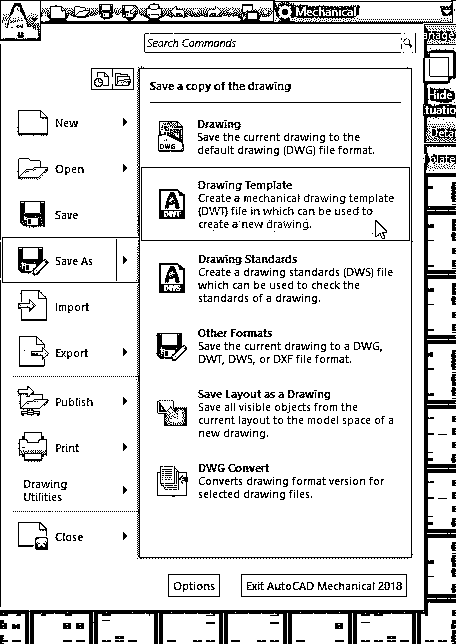 Mechanical
Search Commands
Save a copy of the drawing
New
Open
Save
Save As
Import
Export
Publish
Print
Drawing
Utilities
Close
Drawing
Save the current drawing to the
default drawing (DWG) file format.
Drawing Template
Create a mechanical drawing template
(DWT) file in which can be used to
create a new drawing.
Drawing Standards
Create a drawing standards (DWS) file
which can be used to check the
standards of a drawing.
Other Formats
Save the current drawing to a DWG,
DWT, DWS, or DXF file format.
Save Layout as a Drawing
Save all visible objects from the
current layout to the model space of a
new drawing.
DWG Convert
Converts drawing format version for
selected drawing files.
Options
Exit AutoCAD Mechanical 2018
DWG
DWT
DWS
Hide